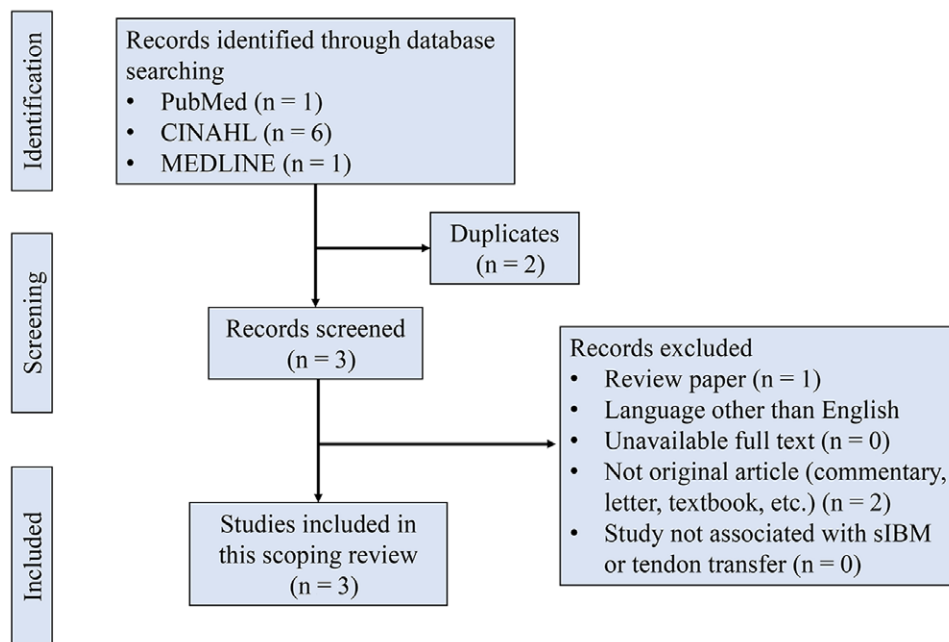 Identification
Records identified through database
searching
• PubMed (n = 1)
• CINAHL (n = 6)
• MEDLINE (n = 1)
Duplicates
(n = 2)
Screening
Records screened
(n = 3)
Records excluded
• Review paper (n = 1)
• Language other than English
• Unavailable full text (n = 0)
• Not original article (commentary,
letter, textbook, etc.) (n = 2)
• Study not associated with sIBM
or tendon transfer (n = 0)
Included
Studies included in
this scoping review
(n = 3)